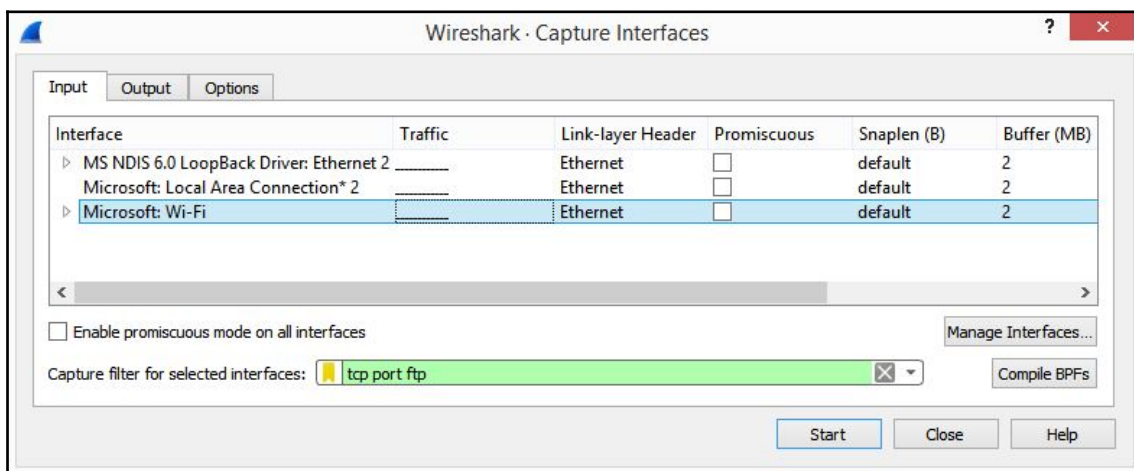 Wireshark · Capture Interfaces ? ×
Input Output Options
Interface Traffic Link-layer Header Promiscuous Snaplen (B) Buffer (MB)
MS NDIS 6.0 LoopBack Driver: Ethernet 2 Ethernet default 2
Microsoft: Local Area Connection* 2 Ethernet default 2
Microsoft: Wi-Fi Ethernet default 2
Enable promiscuous mode on all interfaces Manage Interfaces...
Capture filter for selected interfaces: tcp port ftp Compile BPFs
Start Close Help